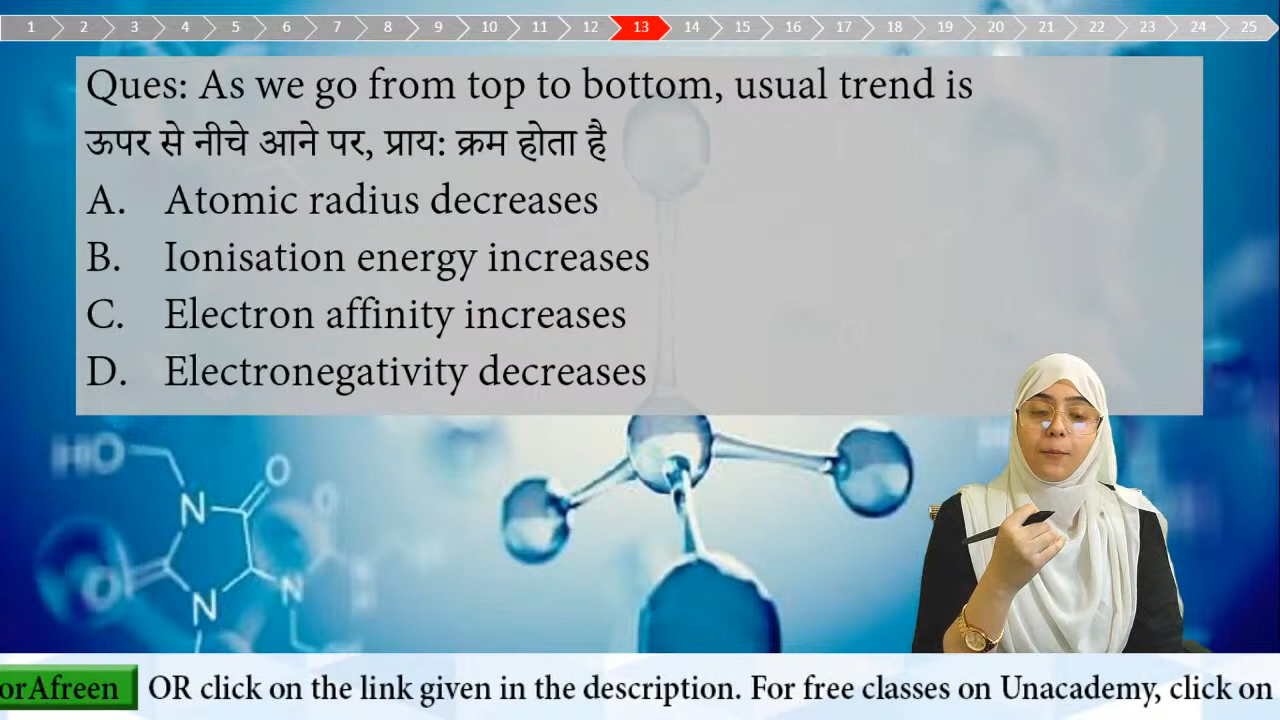 1 2 3 4 5 6 7 8 9 10 11 12 13 14 15 16 17 18 19 20 21 22 23 24 25
Ques: As we go from top to bottom, usual trend is
ऊपर से नीचे आने पर, प्राय: क्रम होता है
A. Atomic radius decreases
B. Ionisation energy increases
C. Electron affinity increases
D. Electronegativity decreases
HO
O
N
O
N
N
orAfreen OR click on the link given in the description. For free classes on Unacademy, click on